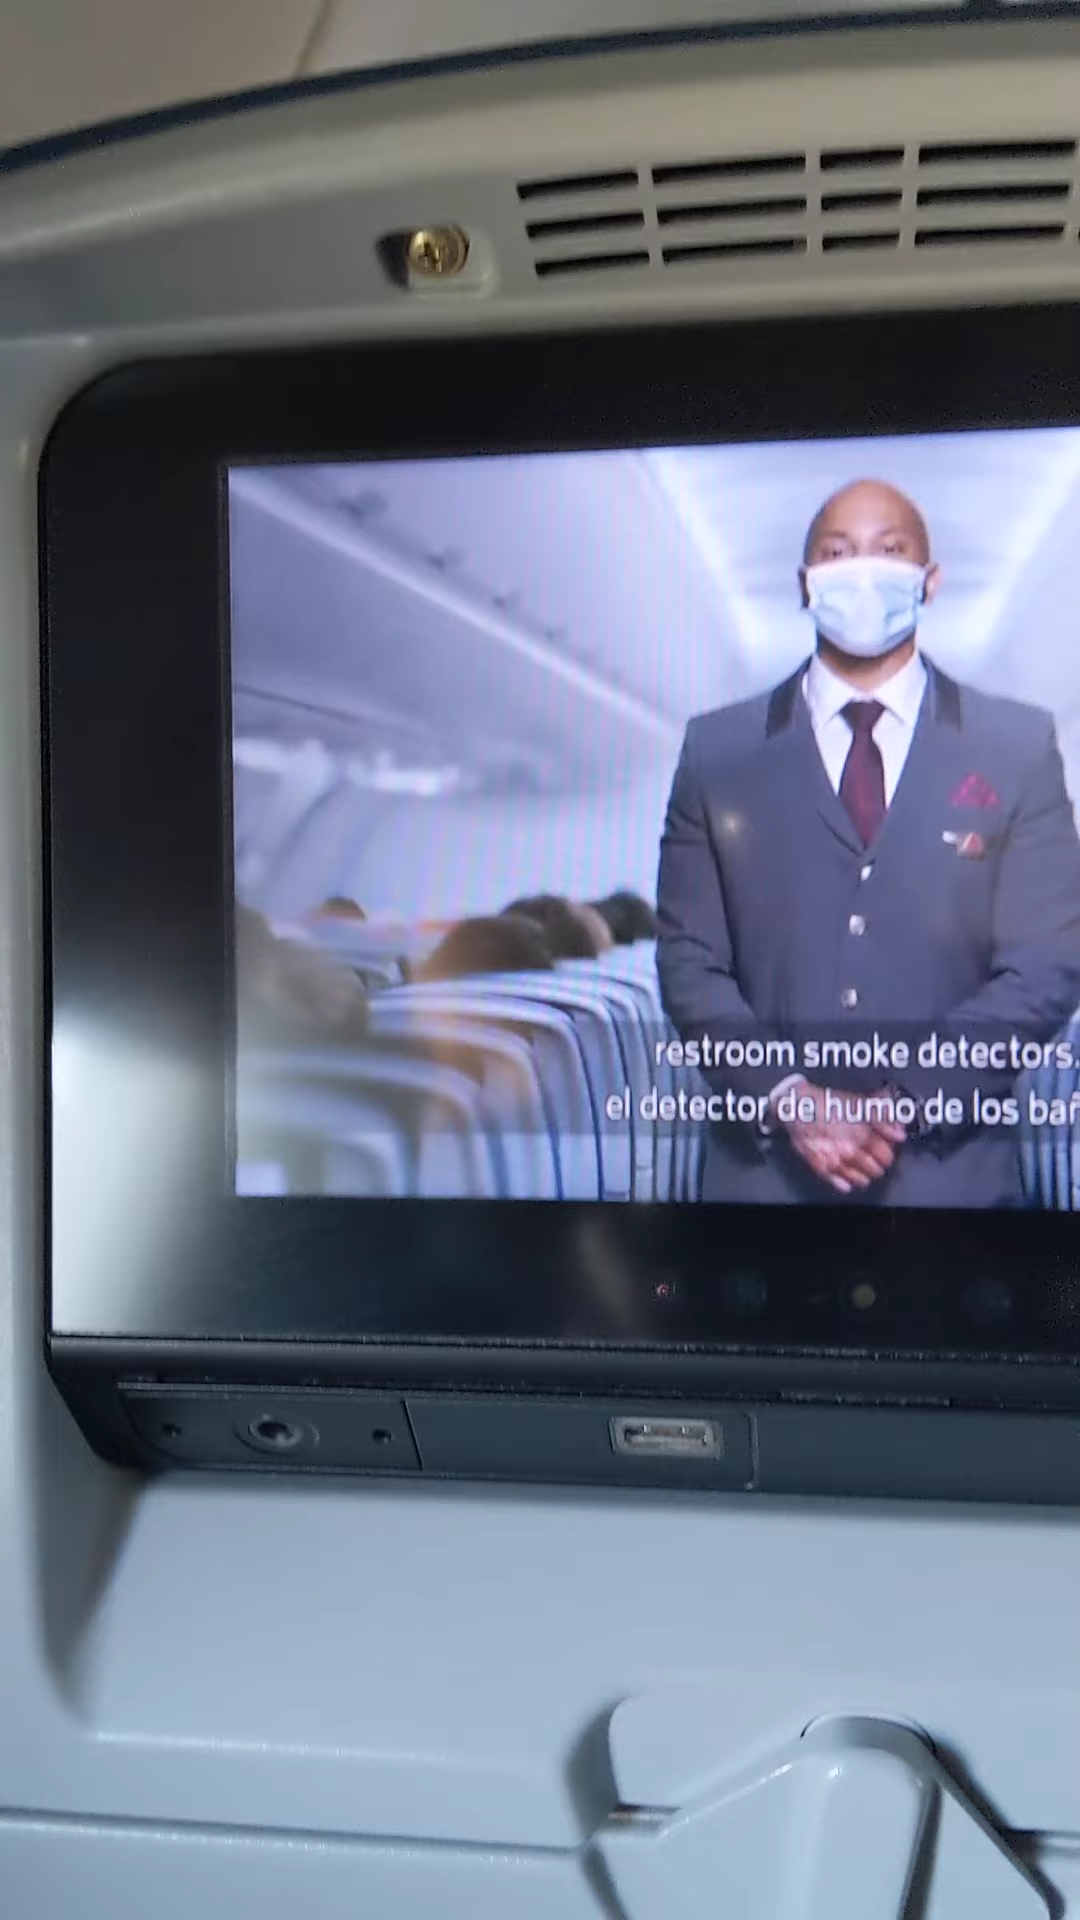 restroom smoke detectors.
el detector de humo de los